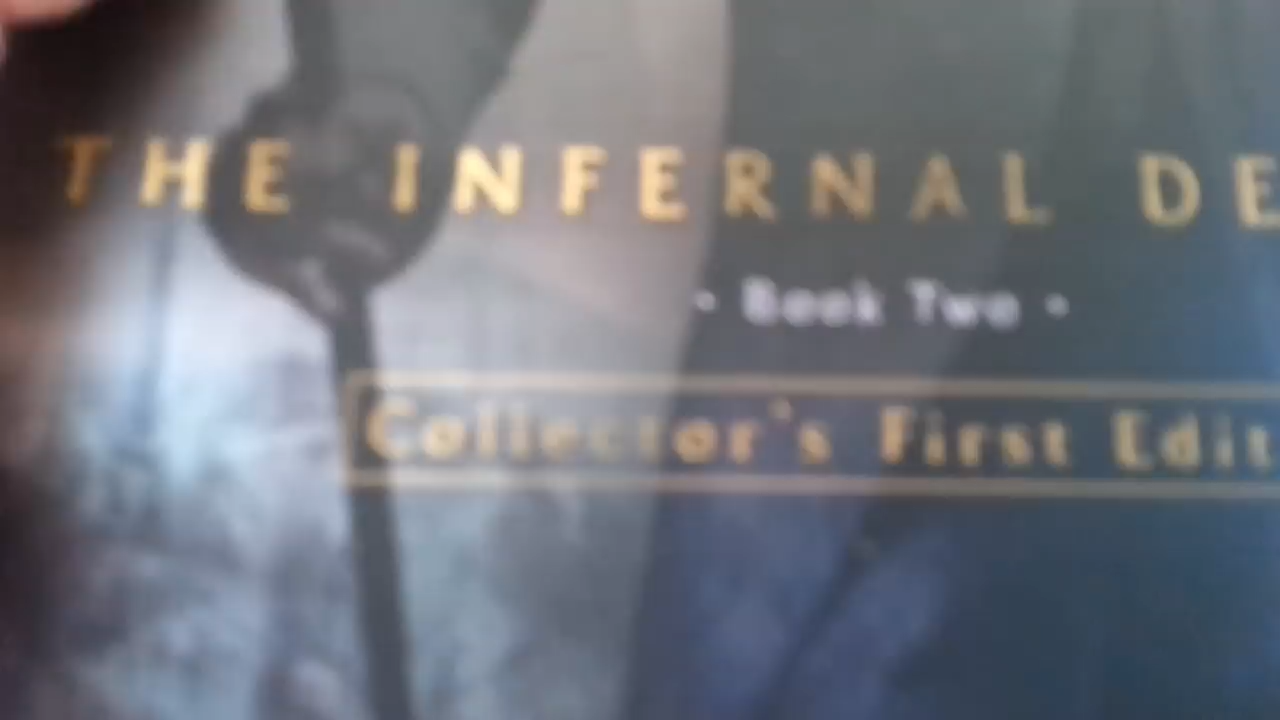 THE INFERNAL DE
· Book Two ·
Collector's First Edit